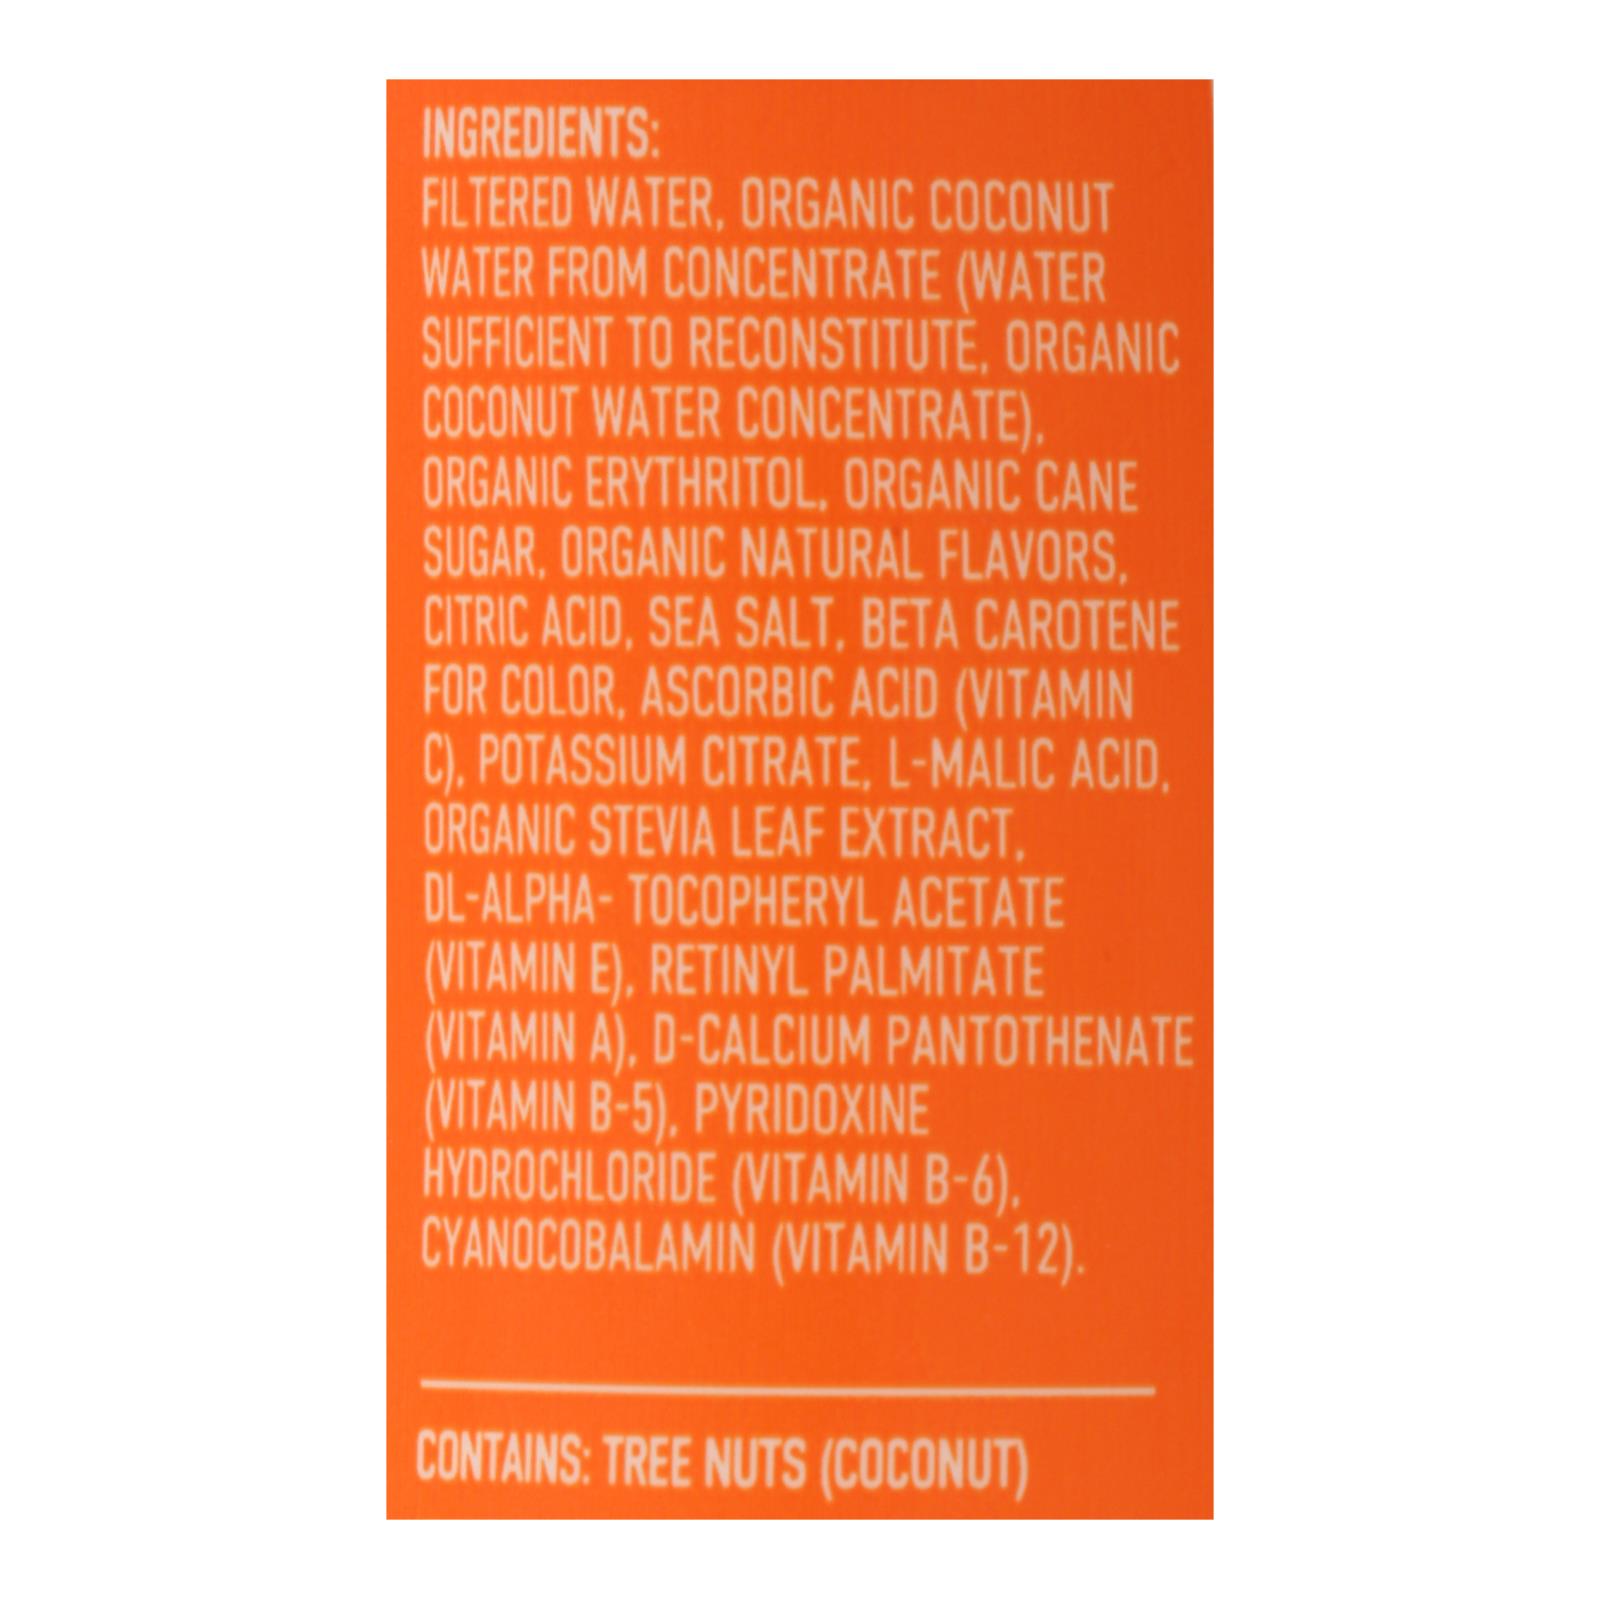 INGREDIENTS:
FILTERED WATER, ORGANIC COCONUT
WATER FROM CONCENTRATE (WATER
SUFFICIENT TO RECONSTITUTE, ORGANIC
COCONUT WATER CONCENTRATE),
ORGANIC ERYTHRITOL, ORGANIC CANE
SUGAR, ORGANIC NATURAL FLAVORS,
CITRIC ACID, SEA SALT, BETA CAROTENE
FOR COLOR, ASCORBIC ACID (VITAMIN
C), POTASSIUM CITRATE, L-MALIC ACID,
ORGANIC STEVIA LEAF EXTRACT,
DL-ALPHA- TOCOPHERYL ACETATE
(VITAMIN E), RETINYL PALMITATE
(VITAMIN A), D-CALCIUM PANTOTHENATE
(VITAMIN B-5), PYRIDOXINE
HYDROCHLORIDE (VITAMIN B-6),
CYANOCOBALAMIN (VITAMIN B-12).
CONTAINS: TREE NUTS (COCONUT)